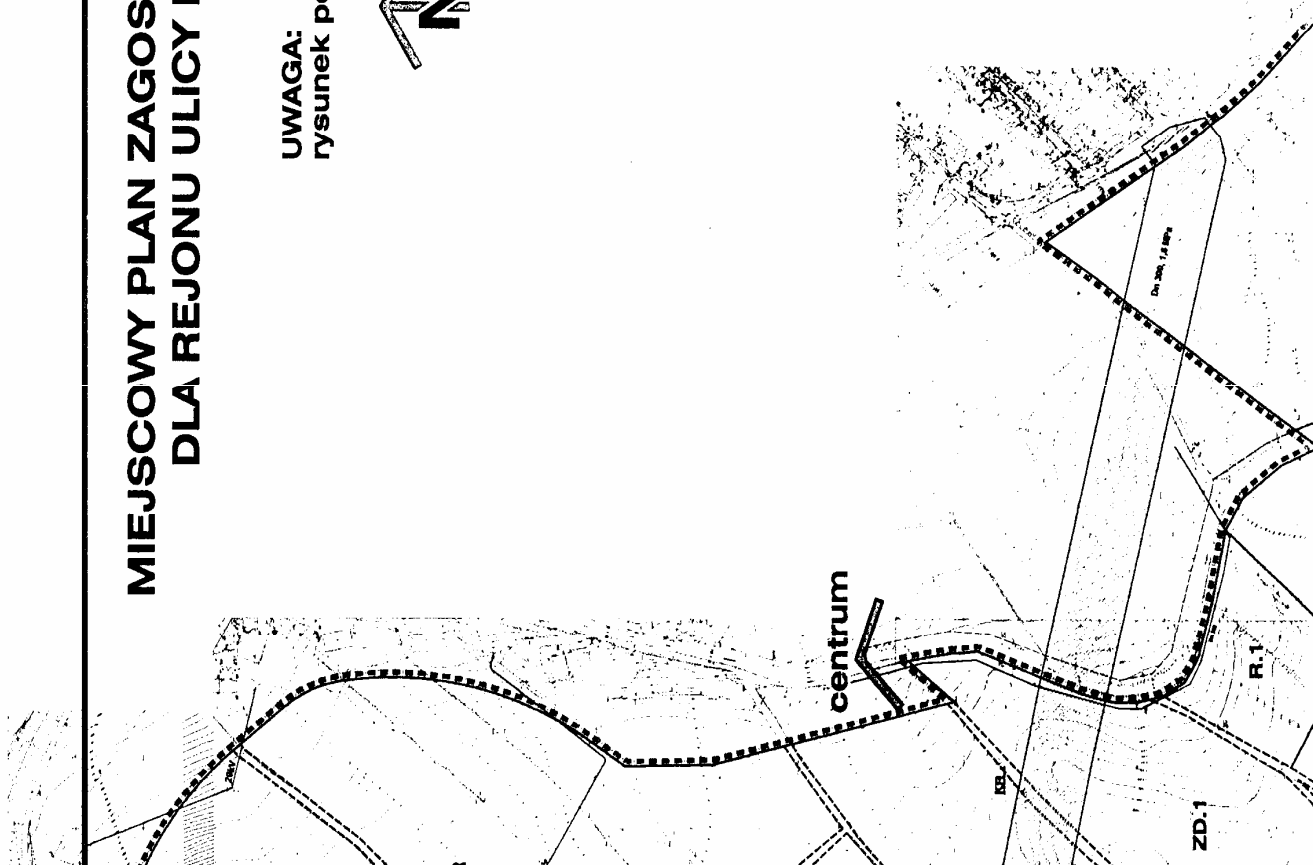 MIEJSCOWY PLAN ZAGOS
DLA REJONU ULICY
UWAGA:
rysunek po
N
Dn 300, 1,6 MPa
centrum
R.1
ZD.1